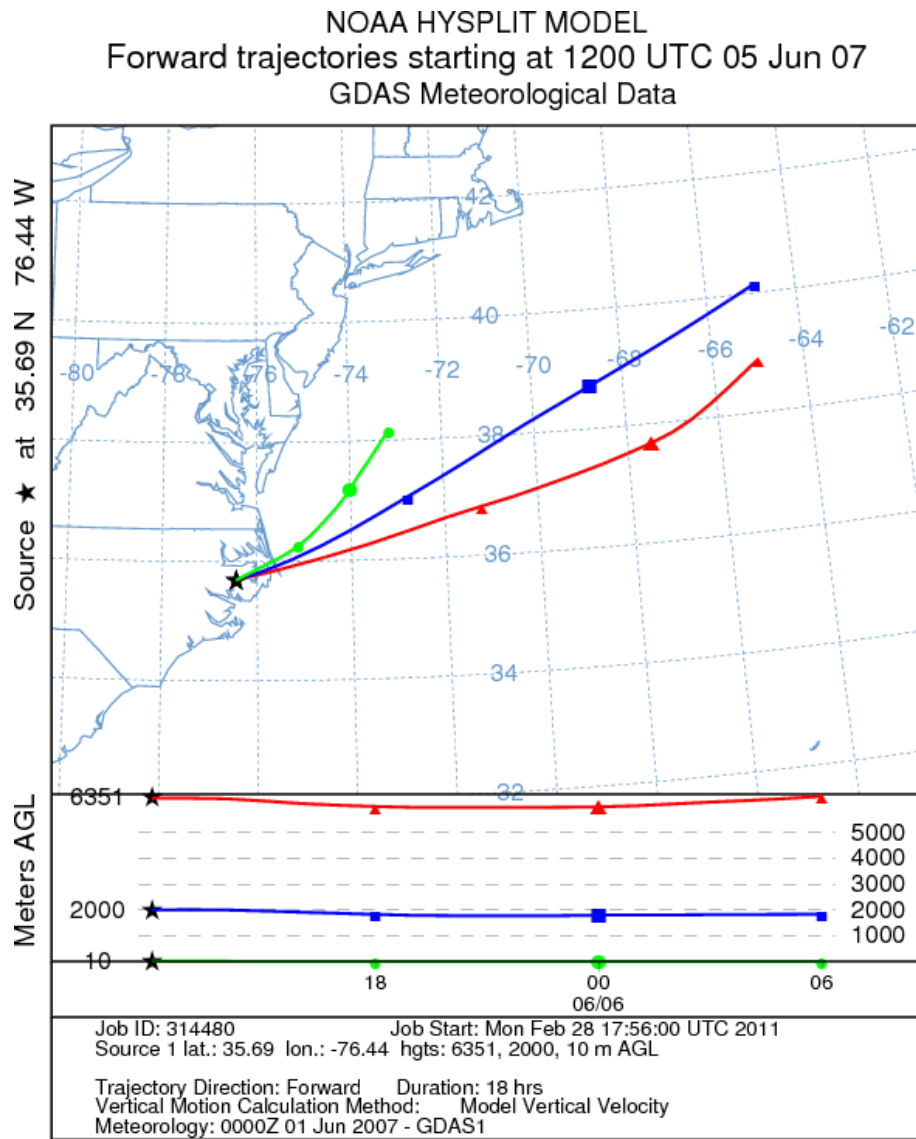 NOAA HYSPLIT MODEL
Forward trajectories starting at 1200 UTC 05 Jun 07
GDAS Meteorological Data
Source ★ at 35.69 N 76.44 W
42
40
-62
-64
-66
-68
-70
-72
-74
-76
-78
-80
38
36
34
32
Meters AGL
6351
5000
4000
3000
2000
2000
1000
10
18
00
06
06/06
Job ID: 314480 Job Start: Mon Feb 28 17:56:00 UTC 2011
Source 1 lat.: 35.69 lon.: -76.44 hgts: 6351, 2000, 10 m AGL
Trajectory Direction: Forward Duration: 18 hrs
Vertical Motion Calculation Method: Model Vertical Velocity
Meteorology: 0000Z 01 Jun 2007 - GDAS1